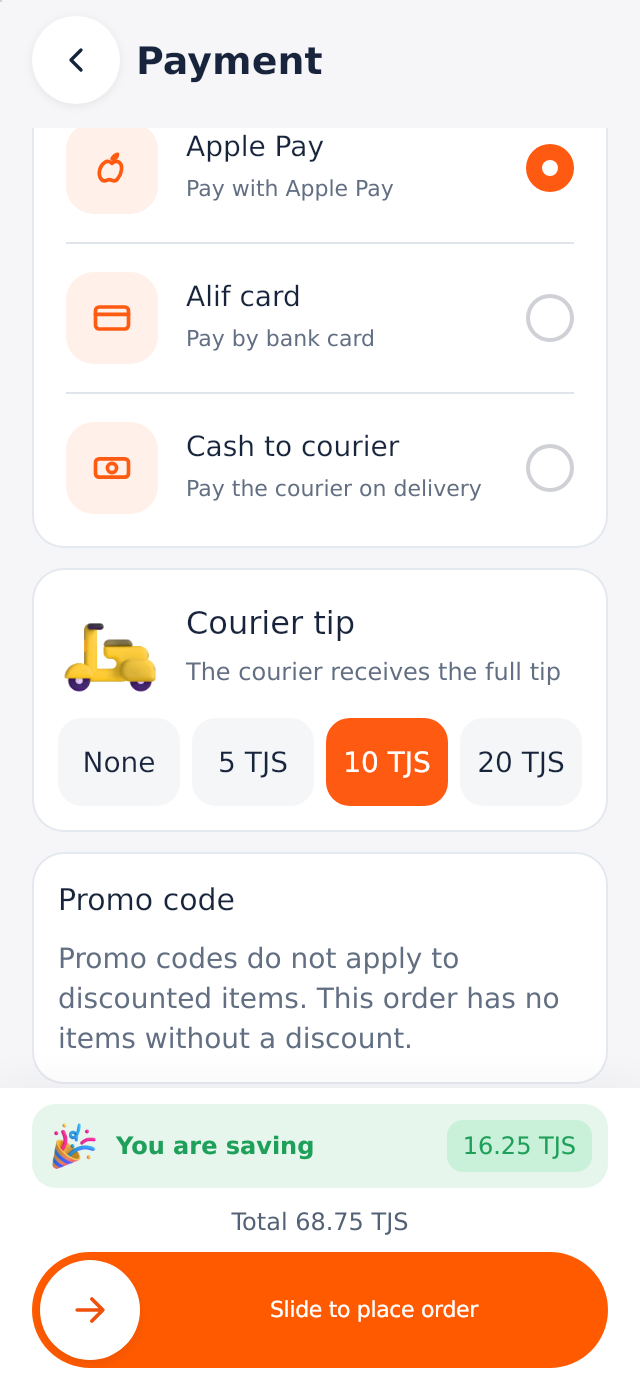 Payment
Apple Pay
Pay with Apple Pay
Alif card
Pay by bank card
Cash to courier
Pay the courier on delivery
Courier tip
The courier receives the full tip
None
5 TJS
10 TJS
20 TJS
Promo code
Promo codes do not apply to
discounted items. This order has no
items without a discount.
You are saving
16.25 TJS
Total 68.75 TJS
Slide to place order